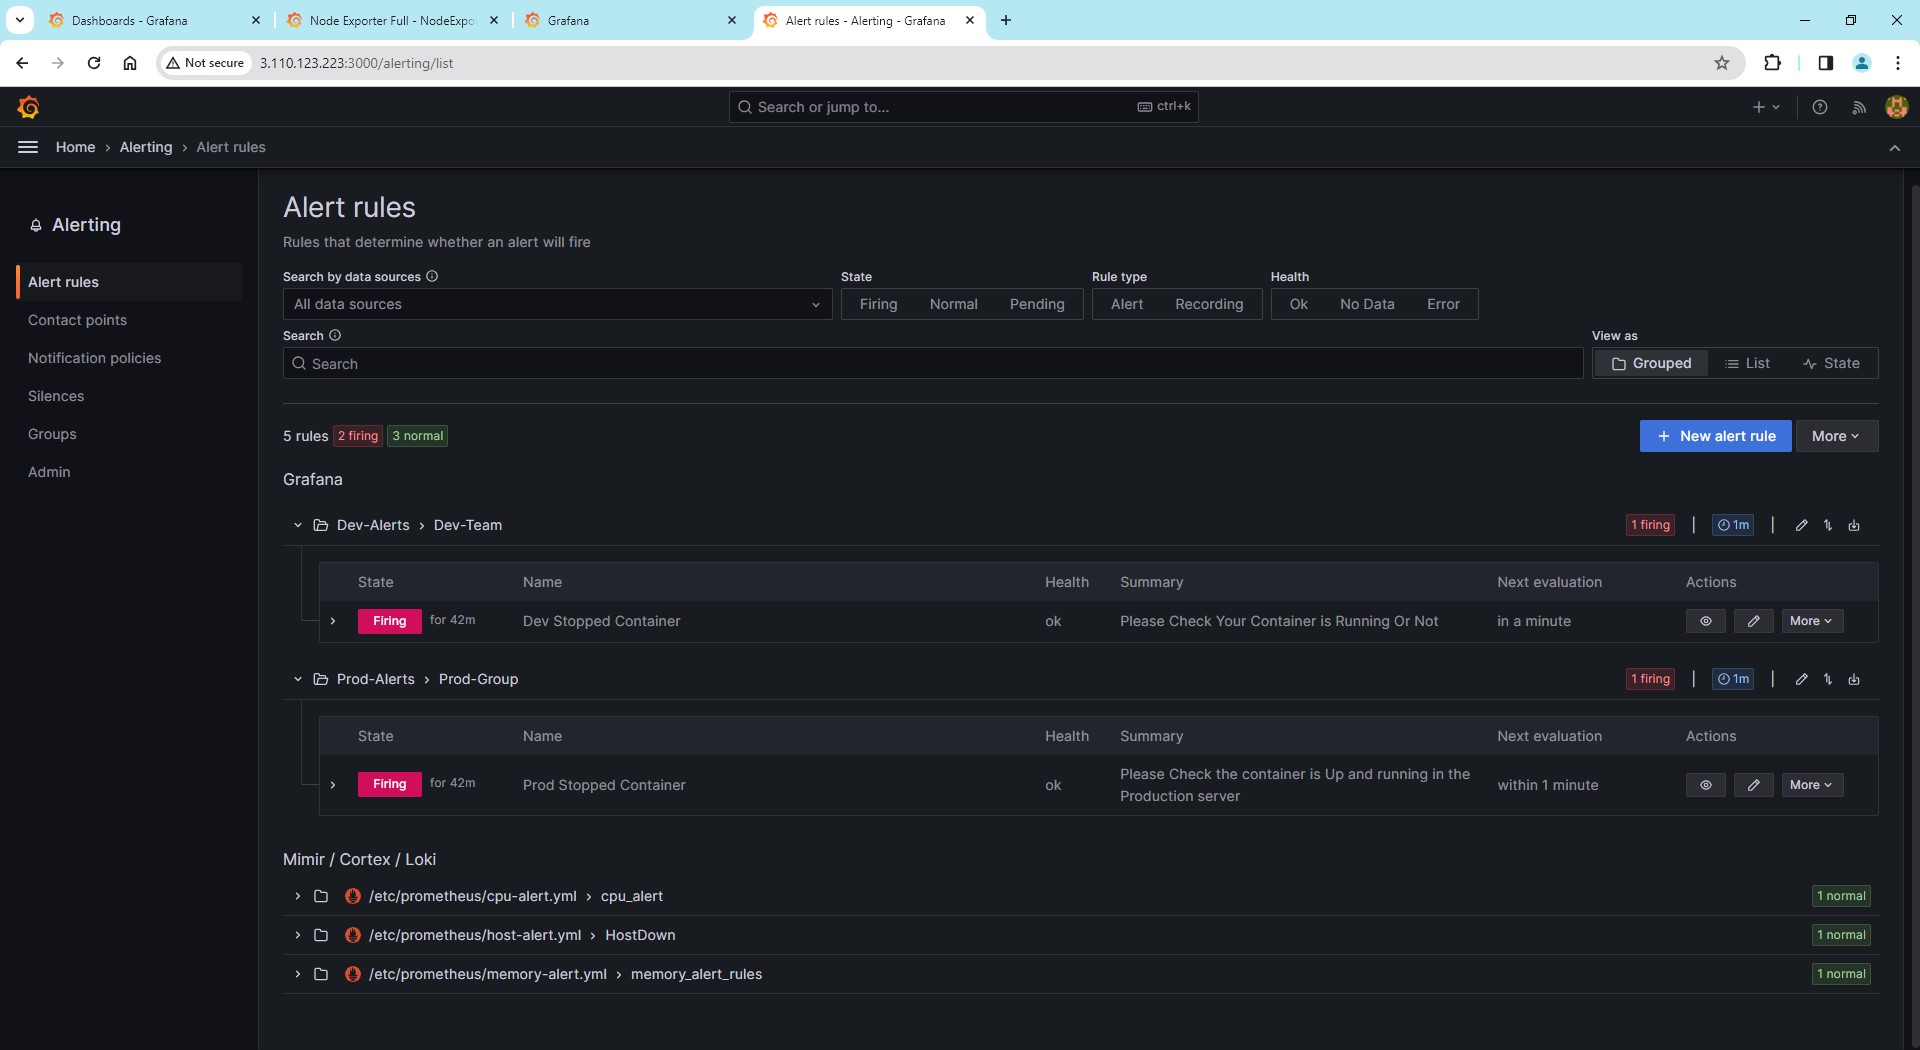 Dashboards - Grafana
Node Exporter Full - NodeExpo
Grafana
Alert rules - Alerting - Grafana
Not secure
3.110.123.223:3000/alerting/list
Search or jump to...
ctrl+k
Home › Alerting › Alert rules
Alerting
Alert rules
Contact points
Notification policies
Silences
Groups
Admin
Alert rules
Rules that determine whether an alert will fire
Search by data sources
All data sources
State
Firing Normal Pending
Rule type
Alert Recording
Health
Ok No Data Error
Search
Search
View as
Grouped List State
5 rules 2 firing 3 normal
+ New alert rule
More
Grafana
Dev-Alerts › Dev-Team
1 firing | 1m |
State Name Health Summary Next evaluation Actions
Firing for 42m Dev Stopped Container ok Please Check Your Container is Running Or Not in a minute More
Prod-Alerts › Prod-Group
1 firing | 1m |
State Name Health Summary Next evaluation Actions
Firing for 42m Prod Stopped Container ok Please Check the container is Up and running in the
Production server
within 1 minute More
Mimir / Cortex / Loki
/etc/prometheus/cpu-alert.yml › cpu_alert 1 normal
/etc/prometheus/host-alert.yml › HostDown 1 normal
/etc/prometheus/memory-alert.yml › memory_alert_rules 1 normal